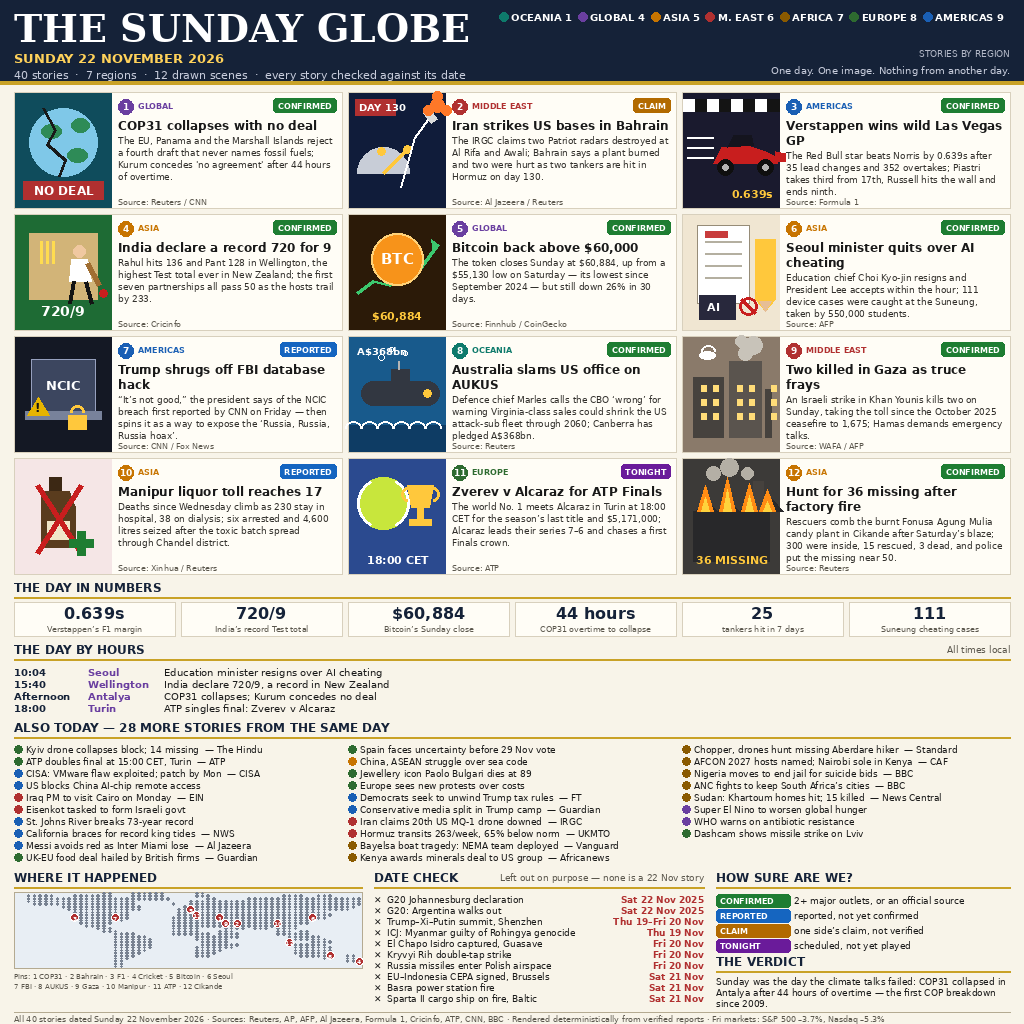 THE SUNDAY GLOBE
OCEANIA 1 GLOBAL 4 ASIA 5 M. EAST 6 AFRICA 7 EUROPE 8 AMERICAS 9
SUNDAY 22 NOVEMBER 2026
STORIES BY REGION
40 stories · 7 regions · 12 drawn scenes · every story checked against its date
One day. One image. Nothing from another day.
NO DEAL
1 GLOBAL CONFIRMED
COP31 collapses with no deal
The EU, Panama and the Marshall Islands reject
a fourth draft that never names fossil fuels;
Kurum concedes 'no agreement' after 44 hours
of overtime.
Source: Reuters / CNN
DAY 130
2 MIDDLE EAST CLAIM
Iran strikes US bases in Bahrain
The IRGC claims two Patriot radars destroyed at
Al Rifa and Awali; Bahrain says a plant burned
and two were hurt as two tankers are hit in
Hormuz on day 130.
Source: Al Jazeera / Reuters
0.639s
3 AMERICAS CONFIRMED
Verstappen wins wild Las Vegas
GP
The Red Bull star beats Norris by 0.639s after
35 lead changes and 352 overtakes; Piastri
takes third from 17th, Russell hits the wall and
ends ninth.
Source: Formula 1
720/9
4 ASIA CONFIRMED
India declare a record 720 for 9
Rahul hits 136 and Pant 128 in Wellington, the
highest Test total ever in New Zealand; the first
seven partnerships all pass 50 as the hosts trail
by 233.
Source: Cricinfo
BTC
$60,884
5 GLOBAL CONFIRMED
Bitcoin back above $60,000
The token closes Sunday at $60,884, up from a
$55,130 low on Saturday — its lowest since
September 2024 — but still down 26% in 30
days.
Source: Finnhub / CoinGecko
AI
6 ASIA CONFIRMED
Seoul minister quits over AI
cheating
Education chief Choi Kyo-jin resigns and
President Lee accepts within the hour; 111
device cases were caught at the Suneung,
taken by 550,000 students.
Source: AFP
NCIC
!
7 AMERICAS REPORTED
Trump shrugs off FBI database
hack
“It’s not good,” the president says of the NCIC
breach first reported by CNN on Friday — then
spins it as a way to expose the ‘Russia, Russia,
Russia hoax’.
Source: CNN / Fox News
A$368bn
8 OCEANIA CONFIRMED
Australia slams US office on
AUKUS
Defence chief Marles calls the CBO ‘wrong’ for
warning Virginia-class sales could shrink the US
attack-sub fleet through 2060; Canberra has
pledged A$368bn.
Source: Reuters
9 MIDDLE EAST CONFIRMED
Two killed in Gaza as truce
frays
An Israeli strike in Khan Younis kills two on
Sunday, taking the toll since the October 2025
ceasefire to 1,675; Hamas demands emergency
talks.
Source: WAFA / AFP
10 ASIA REPORTED
Manipur liquor toll reaches 17
Deaths since Wednesday climb as 230 stay in
hospital, 38 on dialysis; six arrested and 4,600
litres seized after the toxic batch spread
through Chandel district.
Source: Xinhua / Reuters
18:00 CET
11 EUROPE TONIGHT
Zverev v Alcaraz for ATP Finals
The world No. 1 meets Alcaraz in Turin at 18:00
CET for the season’s last title and $5,171,000;
Alcaraz leads their series 7–6 and chases a first
Finals crown.
Source: ATP
36 MISSING
12 ASIA CONFIRMED
Hunt for 36 missing after
factory fire
Rescuers comb the burnt Fonusa Agung Mulia
candy plant in Cikande after Saturday’s blaze;
300 were inside, 15 rescued, 3 dead, and police
put the missing near 50.
Source: Reuters
THE DAY IN NUMBERS
0.639s
Verstappen’s F1 margin
720/9
India’s record Test total
$60,884
Bitcoin’s Sunday close
44 hours
COP31 overtime to collapse
25
tankers hit in 7 days
111
Suneung cheating cases
THE DAY BY HOURS
All times local
10:04 Seoul Education minister resigns over AI cheating
15:40 Wellington India declare 720/9, a record in New Zealand
Afternoon Antalya COP31 collapses; Kurum concedes no deal
18:00 Turin ATP singles final: Zverev v Alcaraz
ALSO TODAY — 28 MORE STORIES FROM THE SAME DAY
Kyiv drone collapses block; 14 missing — The Hindu
ATP doubles final at 15:00 CET, Turin — ATP
CISA: VMware flaw exploited; patch by Mon — CISA
US blocks China AI-chip remote access
Iraq PM to visit Cairo on Monday — EIN
Eisenkot tasked to form Israeli govt
St. Johns River breaks 73-year record
California braces for record king tides — NWS
Messi avoids red as Inter Miami lose — Al Jazeera
UK-EU food deal hailed by British firms — Guardian
Spain faces uncertainty before 29 Nov vote
China, ASEAN struggle over sea code
Jewellery icon Paolo Bulgari dies at 89
Europe sees new protests over costs
Democrats seek to unwind Trump tax rules — FT
Conservative media split in Trump camp — Guardian
Iran claims 20th US MQ-1 drone downed — IRGC
Hormuz transits 263/week, 65% below norm — UKMTO
Bayelsa boat tragedy: NEMA team deployed — Vanguard
Kenya awards minerals deal to US group — Africanews
Chopper, drones hunt missing Aberdare hiker — Standard
AFCON 2027 hosts named; Nairobi sole in Kenya — CAF
Nigeria moves to end jail for suicide bids — BBC
ANC fights to keep South Africa’s cities — BBC
Sudan: Khartoum homes hit; 15 killed — News Central
Super El Nino to worsen global hunger
WHO warns on antibiotic resistance
Dashcam shows missile strike on Lviv
WHERE IT HAPPENED
Pins: 1 COP31 · 2 Bahrain · 3 F1 · 4 Cricket · 5 Bitcoin · 6 Seoul
7 FBI · 8 AUKUS · 9 Gaza · 10 Manipur · 11 ATP · 12 Cikande
DATE CHECK
Left out on purpose — none is a 22 Nov story
✕ G20 Johannesburg declaration Sat 22 Nov 2025
✕ G20: Argentina walks out Sat 22 Nov 2025
✕ Trump–Xi–Putin summit, Shenzhen Thu 19–Fri 20 Nov
✕ ICJ: Myanmar guilty of Rohingya genocide Thu 19 Nov
✕ El Chapo Isidro captured, Guasave Fri 20 Nov
✕ Kryvyi Rih double-tap strike Fri 20 Nov
✕ Russia missiles enter Polish airspace Fri 20 Nov
✕ EU–Indonesia CEPA signed, Brussels Sat 21 Nov
✕ Basra power station fire Sat 21 Nov
✕ Sparta II cargo ship on fire, Baltic Sat 21 Nov
HOW SURE ARE WE?
CONFIRMED 2+ major outlets, or an official source
REPORTED reported, not yet confirmed
CLAIM one side’s claim, not verified
TONIGHT scheduled, not yet played
THE VERDICT
Sunday was the day the climate talks failed: COP31 collapsed in
Antalya after 44 hours of overtime — the first COP breakdown
since 2009.
All 40 stories dated Sunday 22 November 2026 · Sources: Reuters, AP, AFP, Al Jazeera, Formula 1, Cricinfo, ATP, CNN, BBC · Rendered deterministically from verified reports · Fri markets: S&P 500 –3.7%, Nasdaq –5.3%